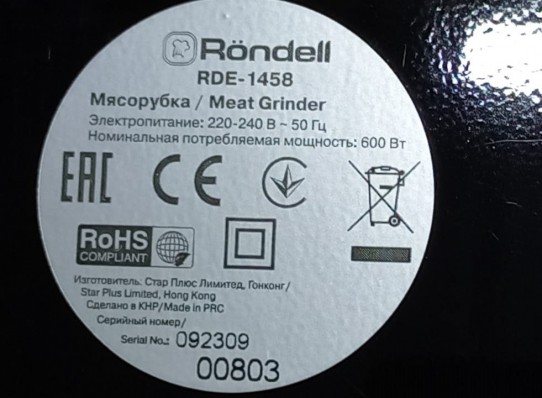 Röndell
RDE-1458
Мясорубка / Meat Grinder
Электропитание: 220-240 В ~ 50 Гц
Номинальная потребляемая мощность: 600 Вт
EAC CE
RoHS
COMPLIANT
Изготовитель: Стар Плюс Лимитед, Гонконг/
Star Plus Limited, Hong Kong
Сделано в КНР/Made in PRC
Серийный номер/
Serial No.: 092309
00803